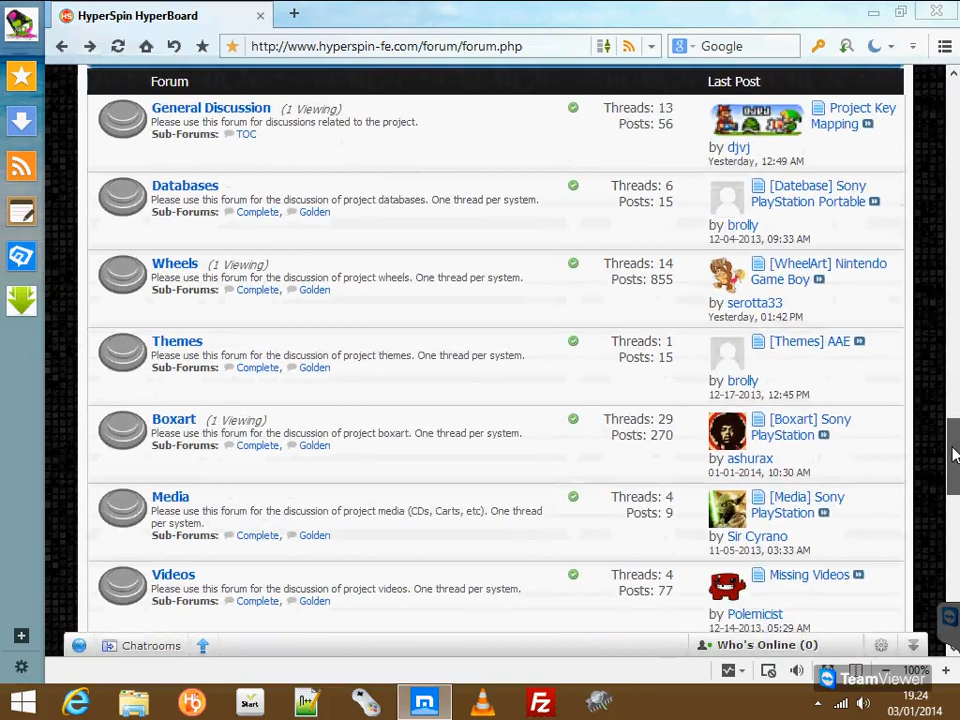 HyperSpin HyperBoard
http://www.hyperspin-fe.com/forum/forum.php
Google
Forum
Last Post
General Discussion (1 Viewing)
Please use this forum for discussions related to the project.
Sub-Forums: TOC
Threads: 13
Posts: 56
Project Key
Mapping
by djvj
Yesterday, 12:49 AM
Databases
Please use this forum for the discussion of project databases. One thread per system.
Sub-Forums: Complete, Golden
Threads: 6
Posts: 15
[Datebase] Sony
PlayStation Portable
by brolly
12-04-2013, 09:33 AM
Wheels (1 Viewing)
Please use this forum for the discussion of project wheels. One thread per system.
Sub-Forums: Complete, Golden
Threads: 14
Posts: 855
[WheelArt] Nintendo
Game Boy
by serotta33
Yesterday, 01:42 PM
Themes
Please use this forum for the discussion of project themes. One thread per system.
Sub-Forums: Complete, Golden
Threads: 1
Posts: 15
[Themes] AAE
by brolly
12-17-2013, 12:45 PM
Boxart (1 Viewing)
Please use this forum for the discussion of project boxart. One thread per system.
Sub-Forums: Complete, Golden
Threads: 29
Posts: 270
[Boxart] Sony
PlayStation
by ashurax
01-01-2014, 10:30 AM
Media
Please use this forum for the discussion of project media (CDs, Carts, etc). One thread
per system.
Sub-Forums: Complete, Golden
Threads: 4
Posts: 9
[Media] Sony
PlayStation
by Sir Cyrano
11-05-2013, 03:33 AM
Videos
Please use this forum for the discussion of project videos. One thread per system.
Sub-Forums: Complete, Golden
Threads: 4
Posts: 77
Missing Videos
by Polemicist
12-14-2013, 05:29 AM
Chatrooms
Who's Online (0)
100%
TeamViewer
Start
19.24
03/01/2014